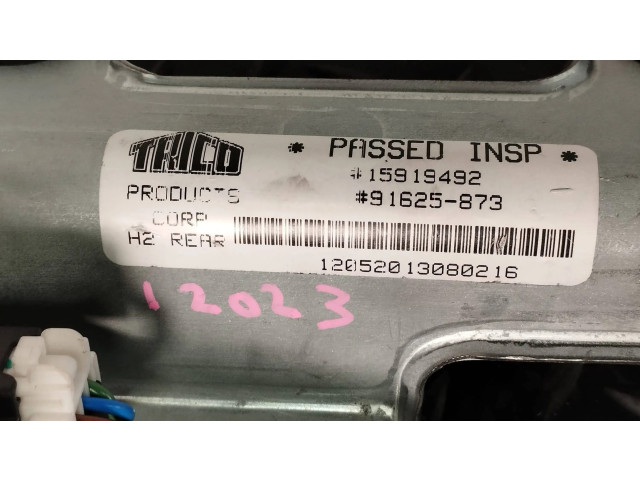 TRICO
PRODUCTS
CORP
H2 REAR
* PASSED INSP *
#15919492
#91625-873
12052013080216
12023